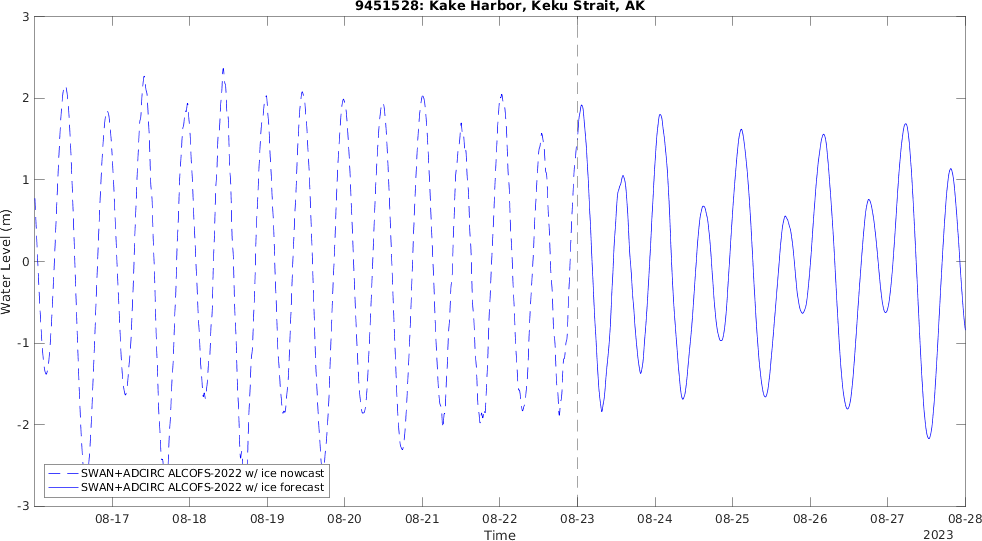 9451528: Kake Harbor, Keku Strait, AK
Water Level (m)
3
2
1
0
-1
-2
-3
SWAN+ADCIRC ALCOFS-2022 w/ ice nowcast
SWAN+ADCIRC ALCOFS-2022 w/ ice forecast
08-17 08-18 08-19 08-20 08-21 08-22 08-23 08-24 08-25 08-26 08-27 08-28
Time
2023